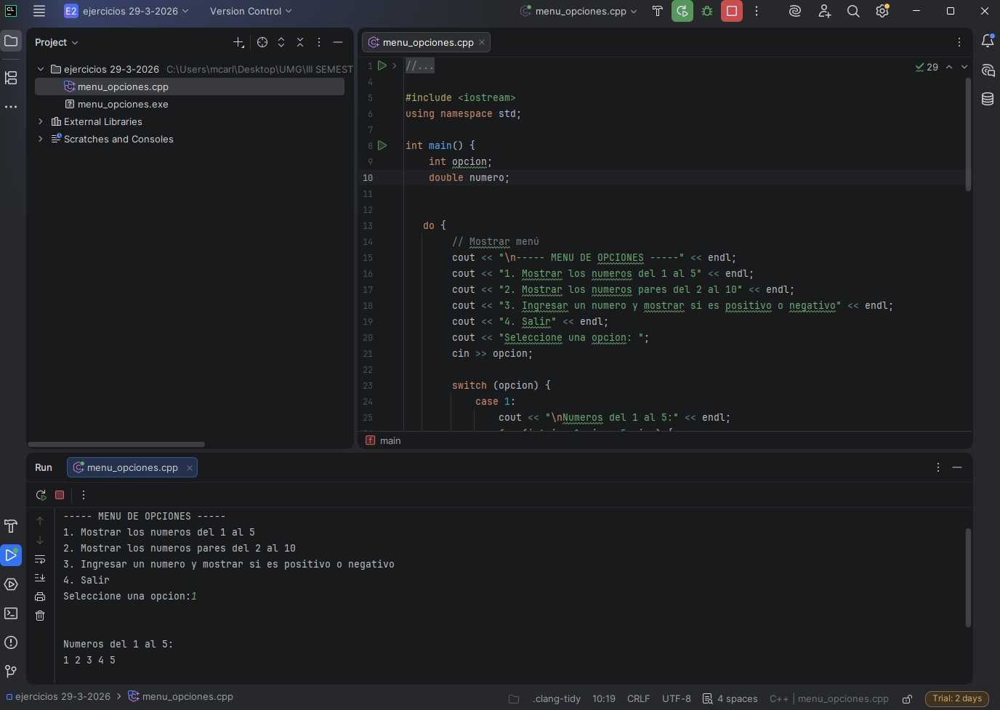 CL
E2 ejercicios 29-3-2026 Version Control menu_opciones.cpp
Project
ejercicios 29-3-2026 C:\Users\mcarl\Desktop\UMG\III SEMEST
menu_opciones.cpp
menu_opciones.exe
External Libraries
Scratches and Consoles
menu_opciones.cpp
29
1 //...
4
5 #include <iostream>
6 using namespace std;
7
8 int main() {
9 int opcion;
10 double numero;
11
12
13 do {
14 // Mostrar menú
15 cout << "\n----- MENU DE OPCIONES -----" << endl;
16 cout << "1. Mostrar los numeros del 1 al 5" << endl;
17 cout << "2. Mostrar los numeros pares del 2 al 10" << endl;
18 cout << "3. Ingresar un numero y mostrar si es positivo o negativo" << endl;
19 cout << "4. Salir" << endl;
20 cout << "Seleccione una opcion: ";
21 cin >> opcion;
22
23 switch (opcion) {
24 case 1:
25 cout << "\nNumeros del 1 al 5:" << endl;
main
Run menu_opciones.cpp
----- MENU DE OPCIONES -----
1. Mostrar los numeros del 1 al 5
2. Mostrar los numeros pares del 2 al 10
3. Ingresar un numero y mostrar si es positivo o negativo
4. Salir
Seleccione una opcion:1
Numeros del 1 al 5:
1 2 3 4 5
ejercicios 29-3-2026 menu_opciones.cpp .clang-tidy 10:19 CRLF UTF-8 4 spaces C++ | menu_opciones.cpp Trial: 2 days